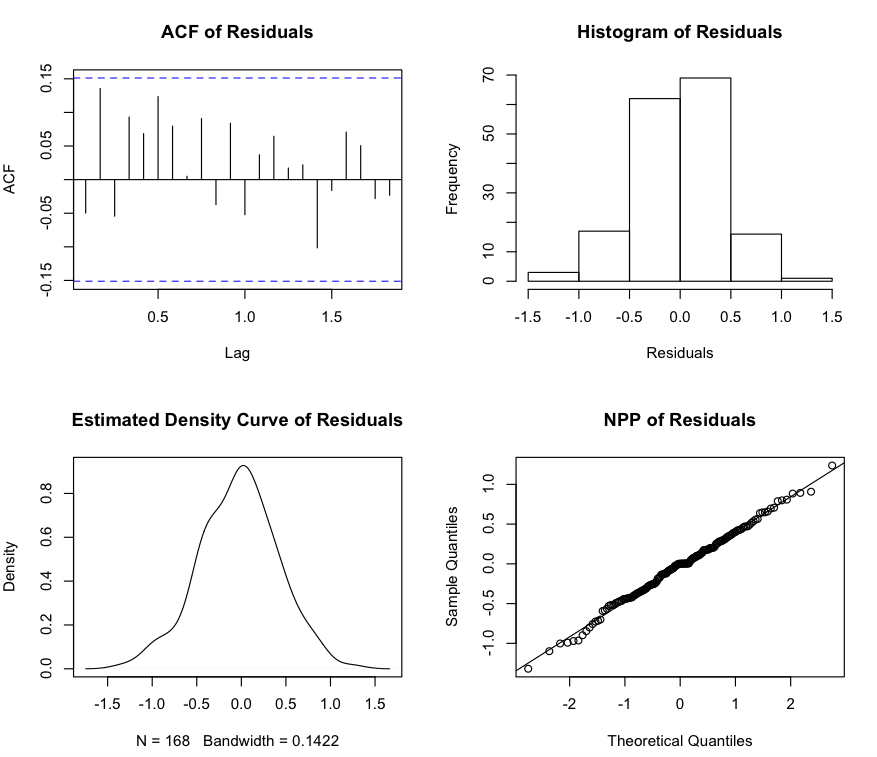 ACF of Residuals
ACF
0.15
0.05
-0.05
-0.15
0.5 1.0 1.5
Lag
Histogram of Residuals
Frequency
70
50
30
10
0
-1.5 -1.0 -0.5 0.0 0.5 1.0 1.5
Residuals
Estimated Density Curve of Residuals
Density
0.8
0.6
0.4
0.2
0.0
-1.5 -1.0 -0.5 0.0 0.5 1.0 1.5
N = 168 Bandwidth = 0.1422
NPP of Residuals
Sample Quantiles
1.0
0.5
0.0
-0.5
-1.0
-2 -1 0 1 2
Theoretical Quantiles